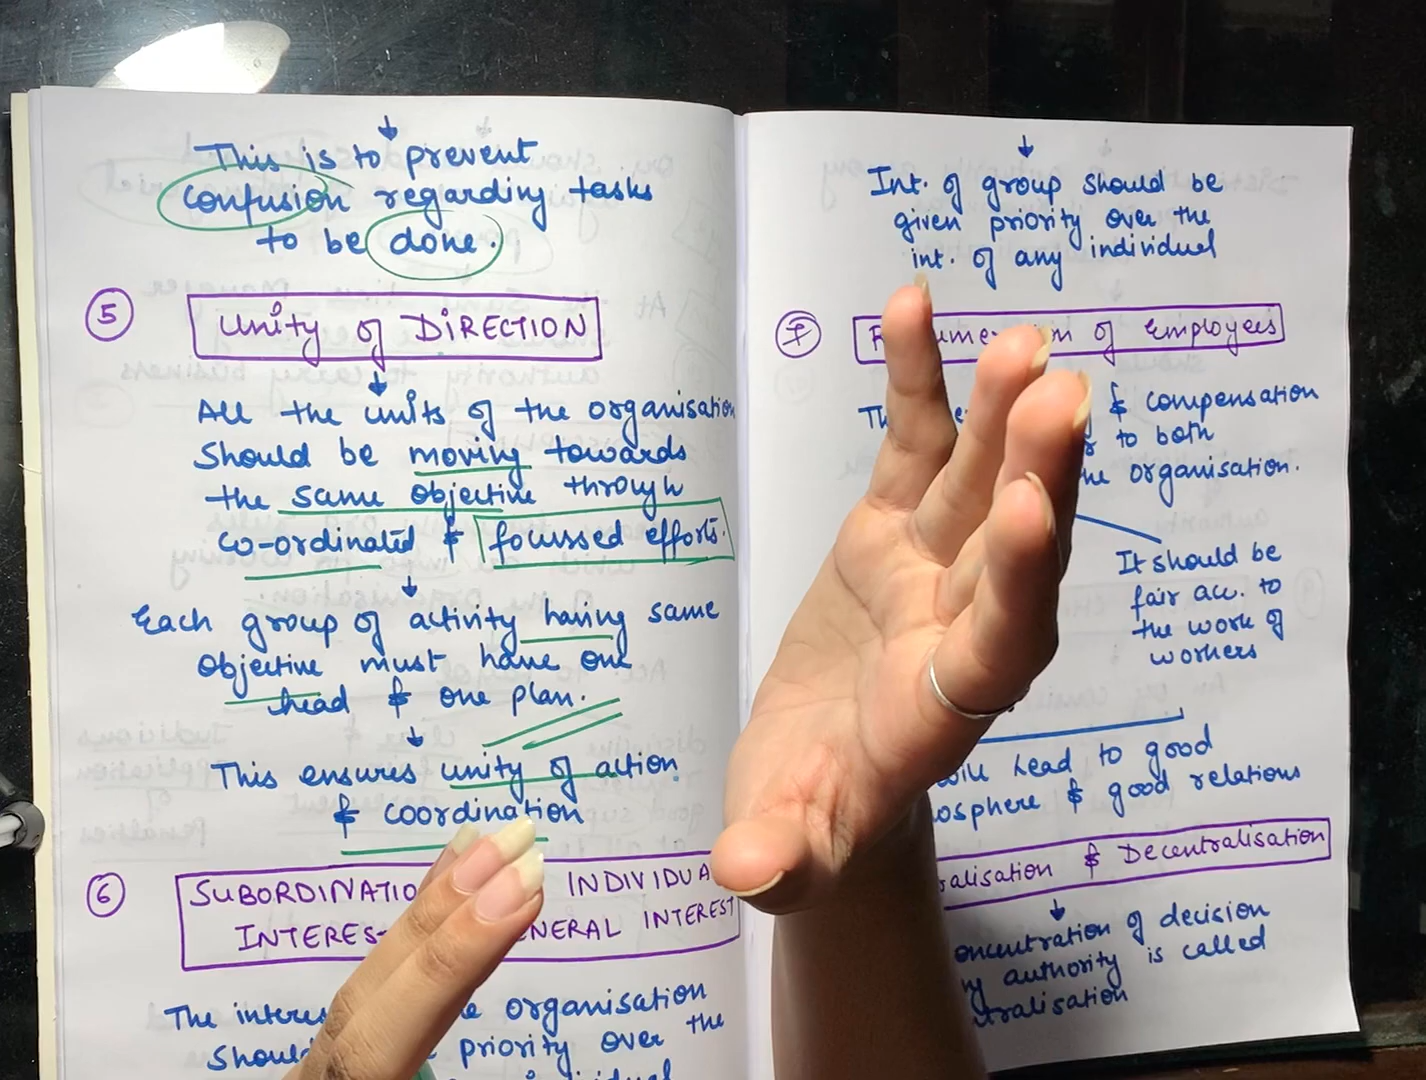 This is to prevent
confusion regarding tasks
to be done.
5 Unity of DIRECTION
All the units of the organisation
Should be moving towards
the same objective through
co-ordinated & focussed efforts.
Each group of activity having same
objective must have one
head & one plan.
This ensures unity of action
& coordination
6 SUBORDINATIO INDIVIDUA
INTERES ENERAL INTEREST
The interes organisation
Should priority over the
Int. of group should be
given priority over the
int. of any individual
7 of employees
& compensation
to both
the organisation.
It should be
fair acc. to
the work of
workers
will lead to good
osphere & good relations
alisation & Decentralisation
oncentration of decision
authority is called
tralisation